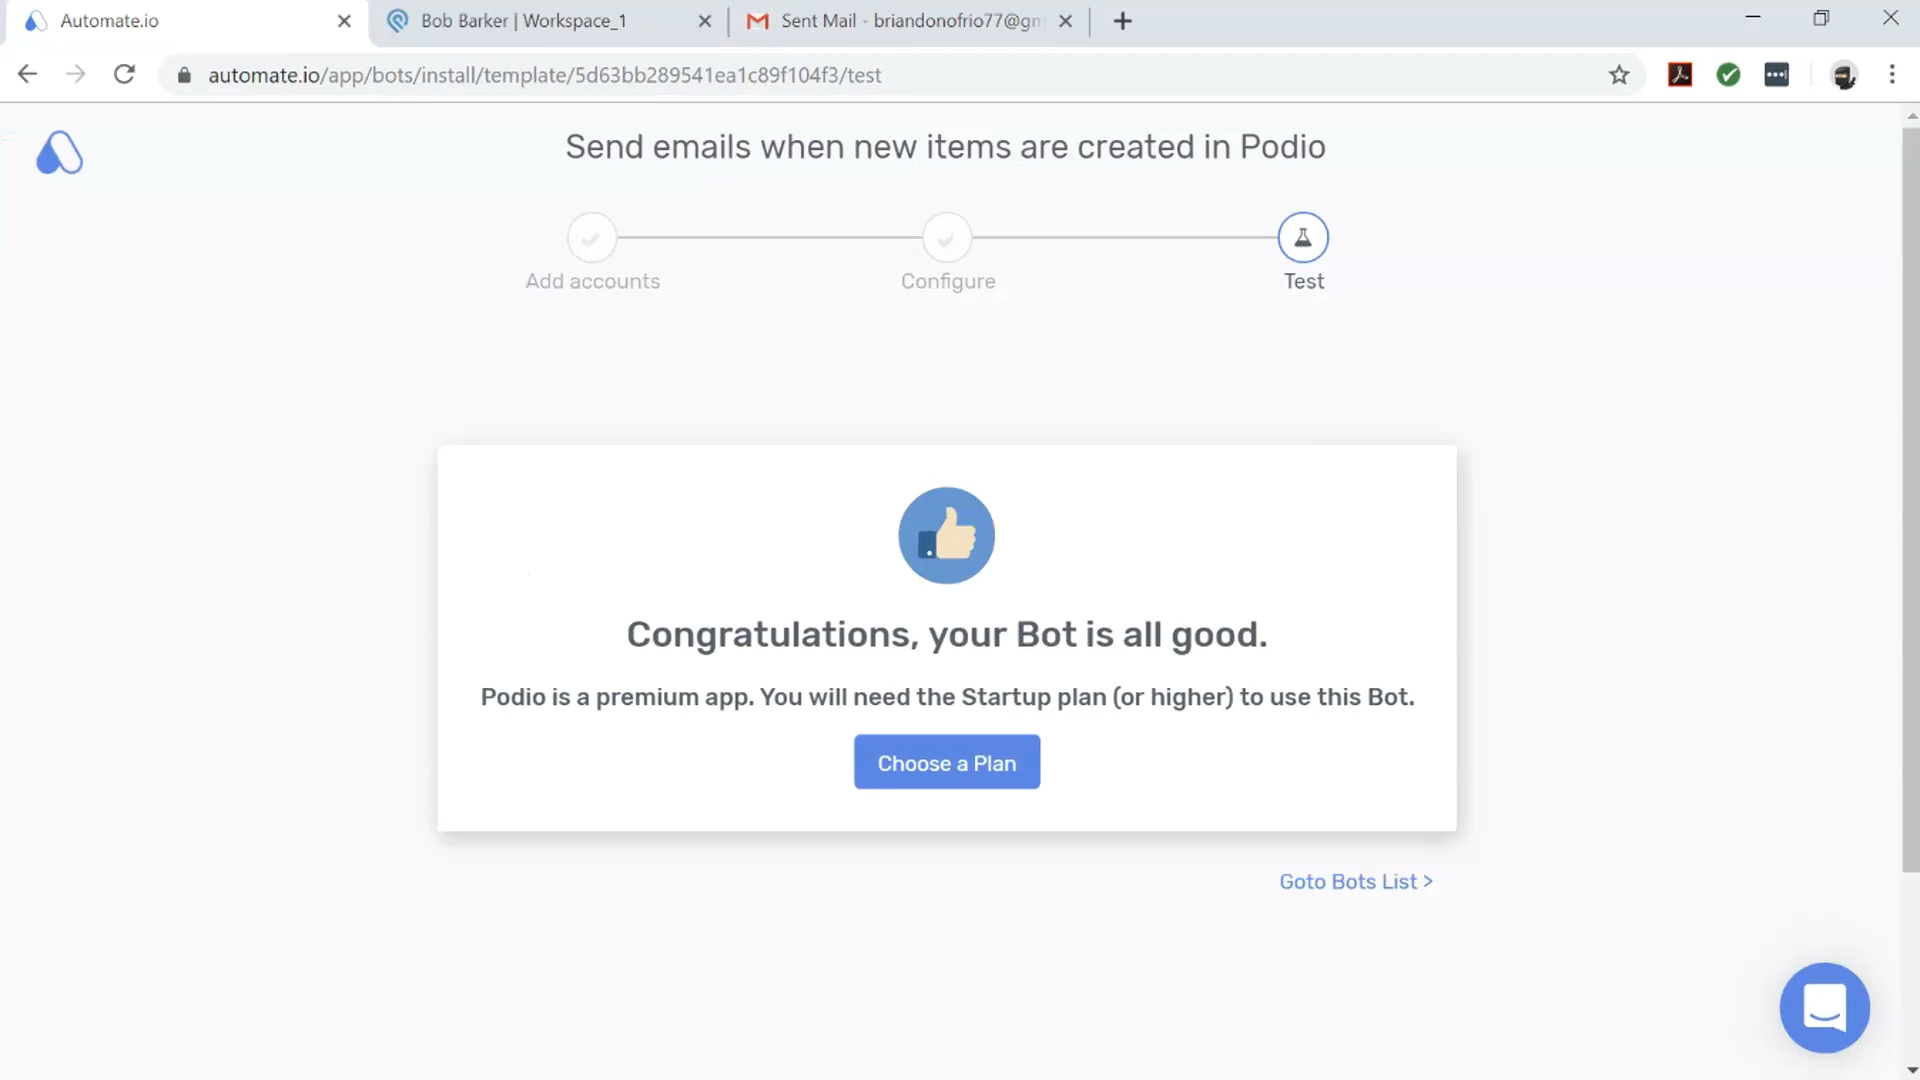 Automate.io
Bob Barker | Workspace_1
Sent Mail - briandonofrio77@gm
automate.io/app/bots/install/template/5d63bb289541ea1c89f104f3/test
Send emails when new items are created in Podio
Add accounts
Configure
Test
Congratulations, your Bot is all good.
Podio is a premium app. You will need the Startup plan (or higher) to use this Bot.
Choose a Plan
Goto Bots List >